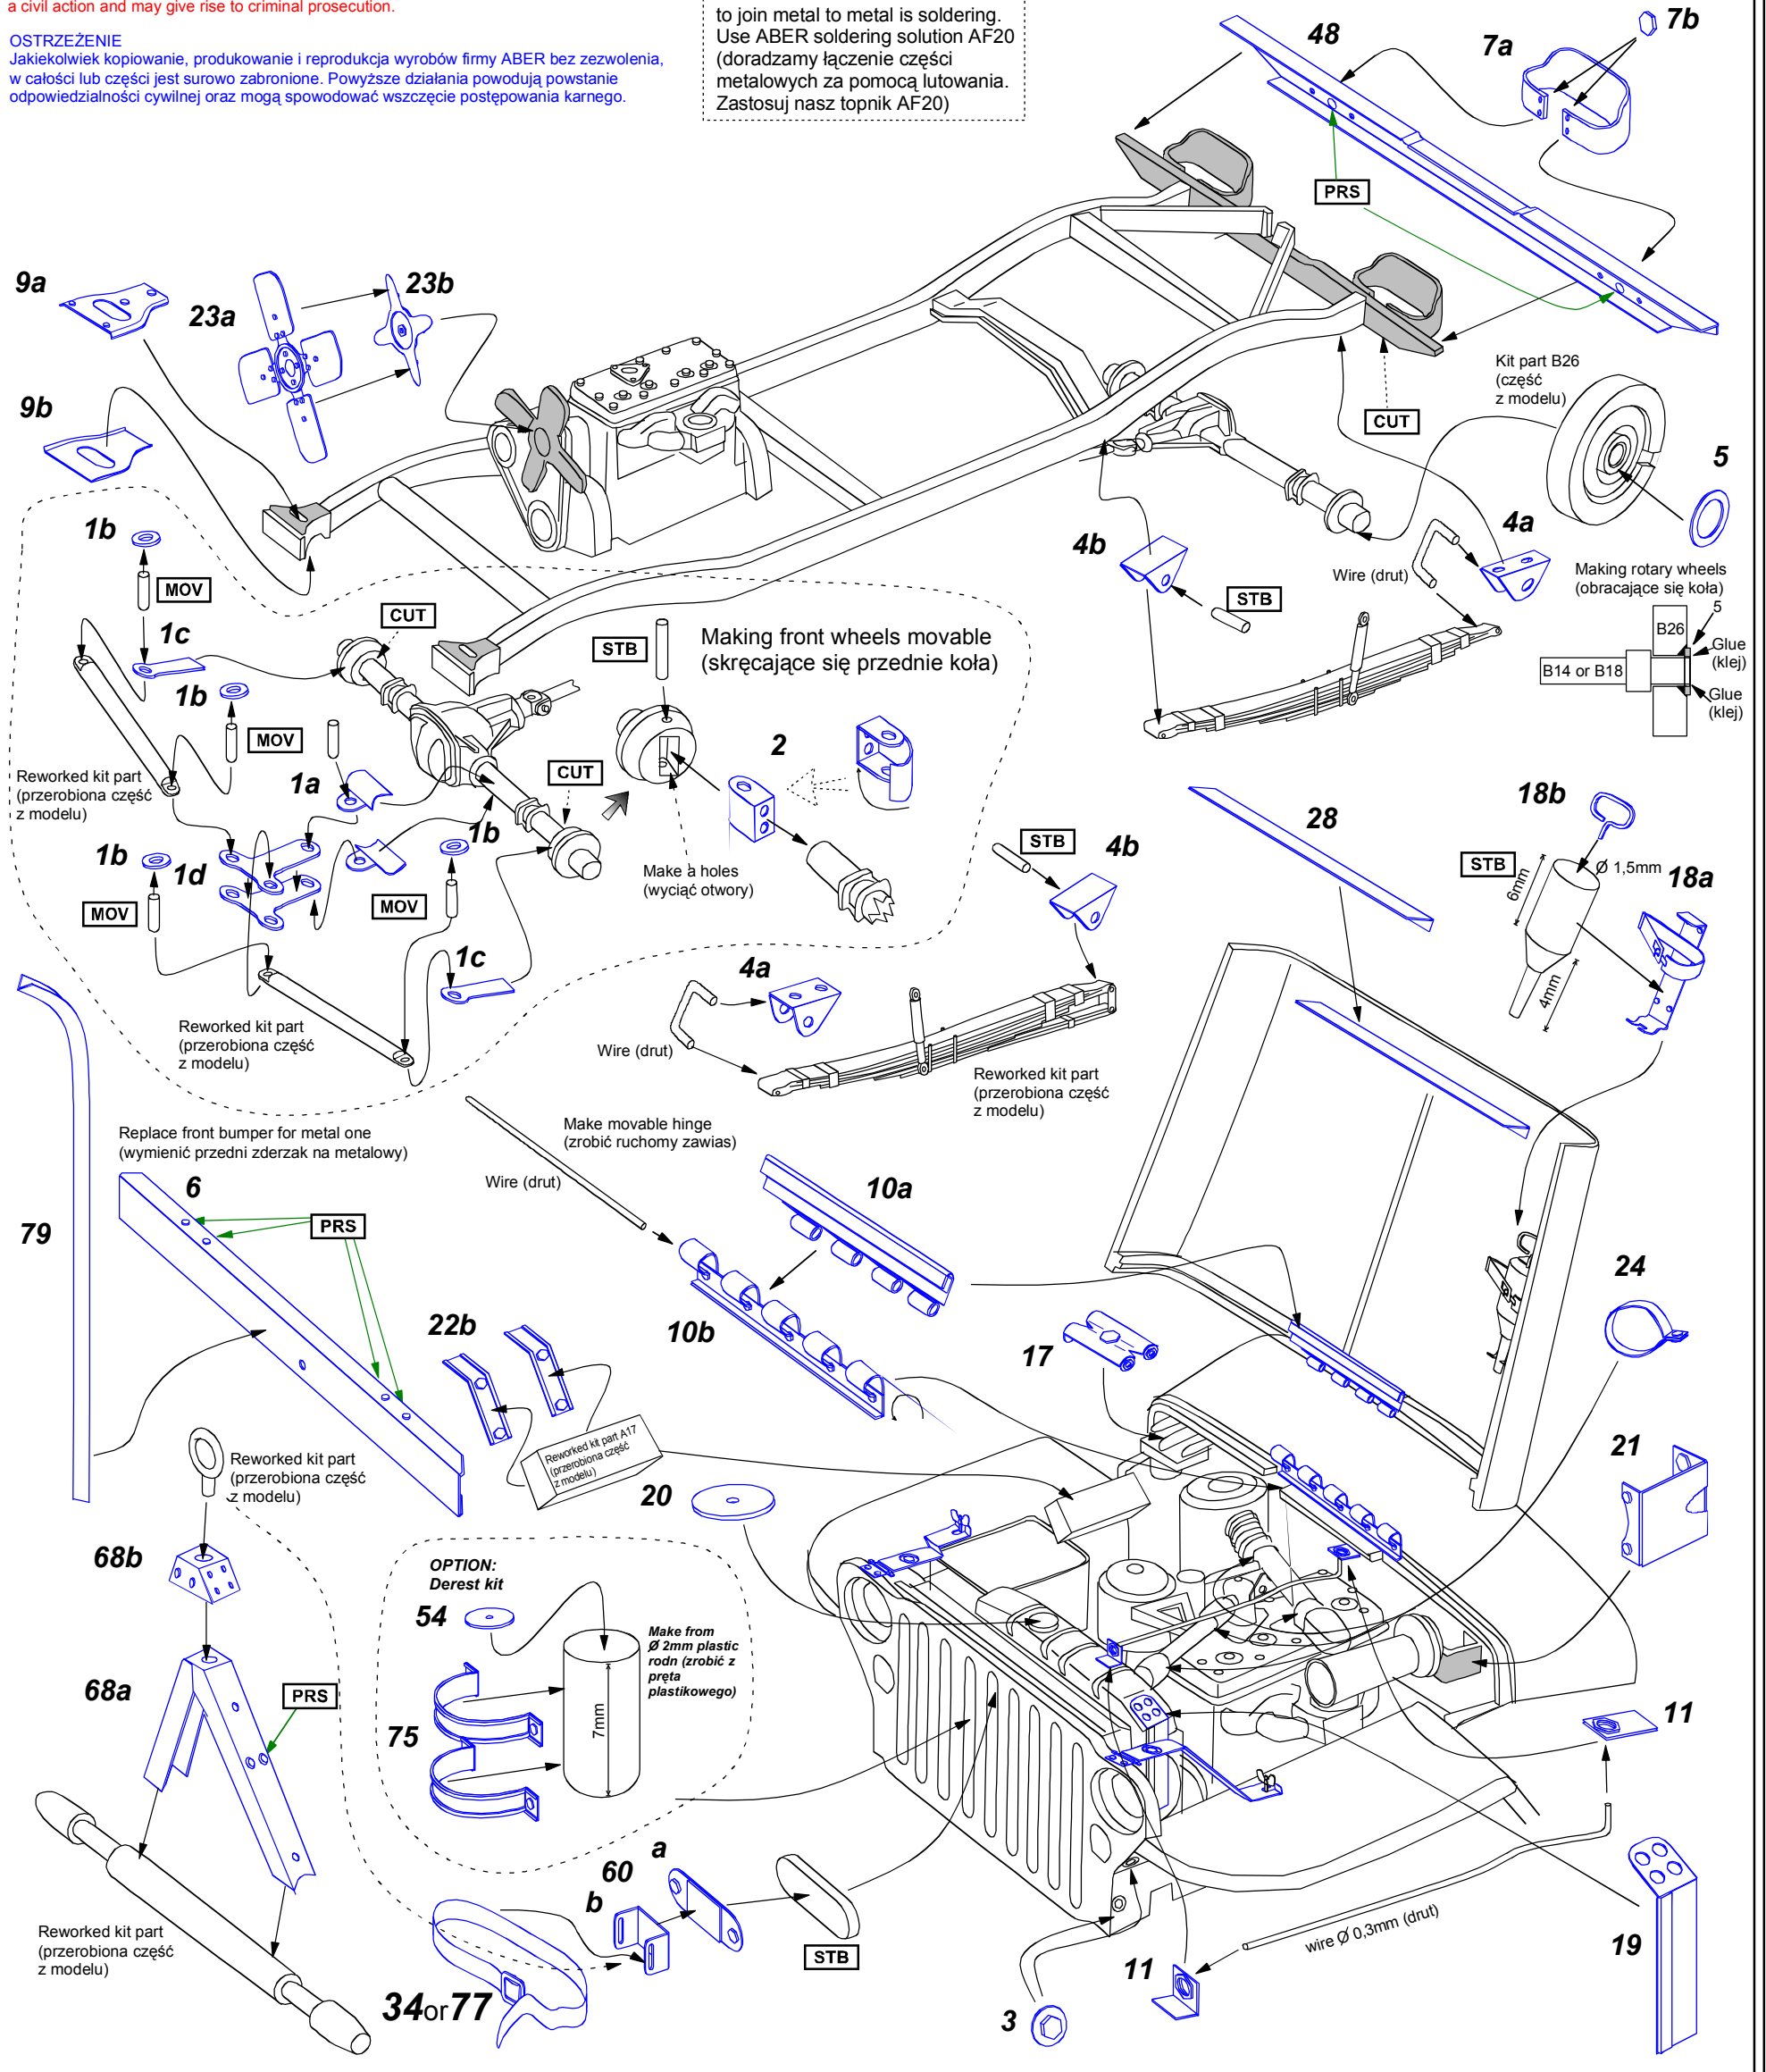 a civil action and may give rise to criminal prosecution.
OSTRZEŻENIE
Jakiekolwiek kopiowanie, produkowanie i reprodukcja wyrobów firmy ABER bez zezwolenia,
w całości lub części jest surowo zabronione. Powyższe działania powodują powstanie
odpowiedzialności cywilnej oraz mogą spowodować wszczęcie postępowania karnego.
to join metal to metal is soldering.
Use ABER soldering solution AF20
(doradzamy łączenie części
metalowych za pomocą lutowania.
Zastosuj nasz topnik AF20)
48
7a
7b
PRS
9a
23a
23b
9b
Kit part B26
(część
z modelu)
CUT
5
4a
4b
Wire (drut)
STB
Making rotary wheels
(obracające się koła)
5
B26
Glue
(klej)
B14 or B18
Glue
(klej)
1b
MOV
1c
CUT
STB
Making front wheels movable
(skręcające się przednie koła)
1b
MOV
2
1a
CUT
Reworked kit part
(przerobiona część
z modelu)
1b
1b
1d
MOV
MOV
Make a holes
(wyciąć otwory)
STB
4b
28
18b
STB
Ø 1,5mm
6mm
18a
4mm
1c
4a
Reworked kit part
(przerobiona część
z modelu)
Wire (drut)
Reworked kit part
(przerobiona część
z modelu)
Make movable hinge
(zrobić ruchomy zawias)
Replace front bumper for metal one
(wymienić przedni zderzak na metalowy)
Wire (drut)
6
PRS
79
10a
10b
24
22b
17
Reworked kit part A17
(przerobiona część
z modelu)
21
Reworked kit part
(przerobiona część
z modelu)
20
68b
OPTION:
Derest kit
54
Make from
Ø 2mm plastic
rodn (zrobić z
pręta
plastikowego)
68a
PRS
75
7mm
11
a
60
b
STB
Reworked kit part
(przerobiona część
z modelu)
wire Ø 0,3mm (drut)
19
34or77
11
3